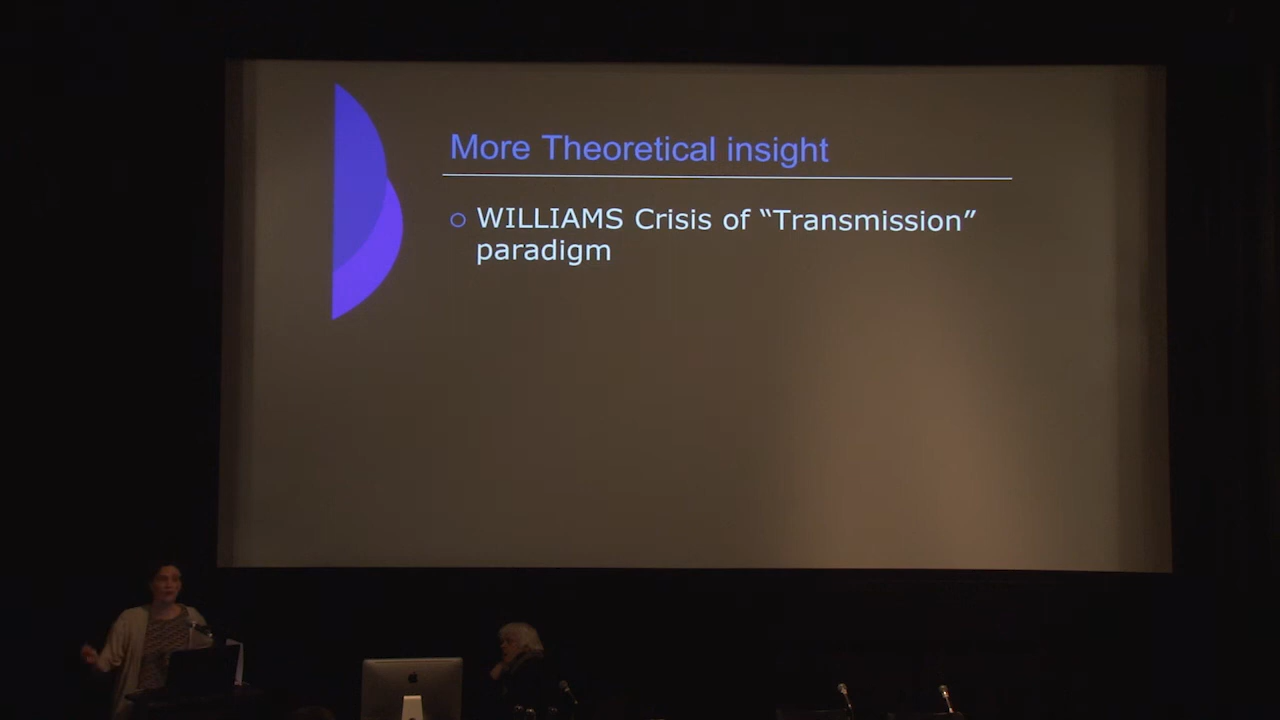 More Theoretical insight
WILLIAMS Crisis of “Transmission”
paradigm